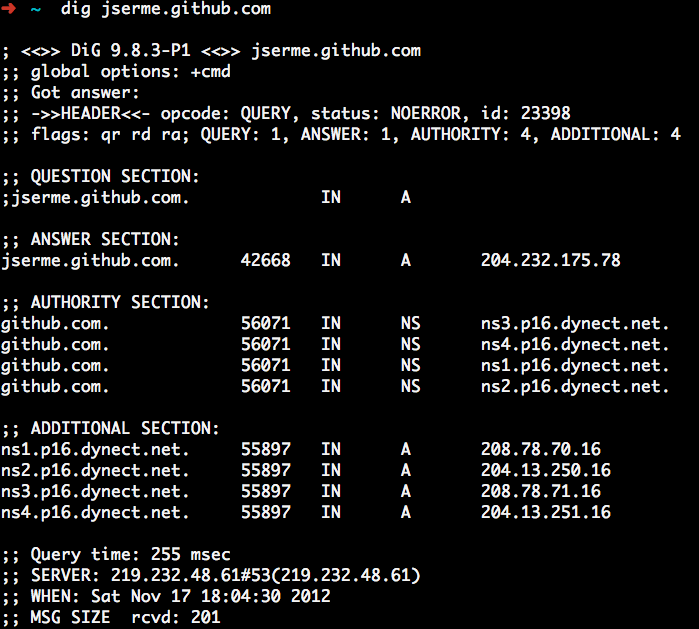 ➜  ~  dig jserme.github.com

; <<>> DiG 9.8.3-P1 <<>> jserme.github.com
;; global options: +cmd
;; Got answer:
;; ->>HEADER<<- opcode: QUERY, status: NOERROR, id: 23398
;; flags: qr rd ra; QUERY: 1, ANSWER: 1, AUTHORITY: 4, ADDITIONAL: 4

;; QUESTION SECTION:
;jserme.github.com.		IN	A

;; ANSWER SECTION:
jserme.github.com.	42668	IN	A	204.232.175.78

;; AUTHORITY SECTION:
github.com.		56071	IN	NS	ns3.p16.dynect.net.
github.com.		56071	IN	NS	ns4.p16.dynect.net.
github.com.		56071	IN	NS	ns1.p16.dynect.net.
github.com.		56071	IN	NS	ns2.p16.dynect.net.

;; ADDITIONAL SECTION:
ns1.p16.dynect.net.	55897	IN	A	208.78.70.16
ns2.p16.dynect.net.	55897	IN	A	204.13.250.16
ns3.p16.dynect.net.	55897	IN	A	208.78.71.16
ns4.p16.dynect.net.	55897	IN	A	204.13.251.16

;; Query time: 255 msec
;; SERVER: 219.232.48.61#53(219.232.48.61)
;; WHEN: Sat Nov 17 18:04:30 2012
;; MSG SIZE  rcvd: 201